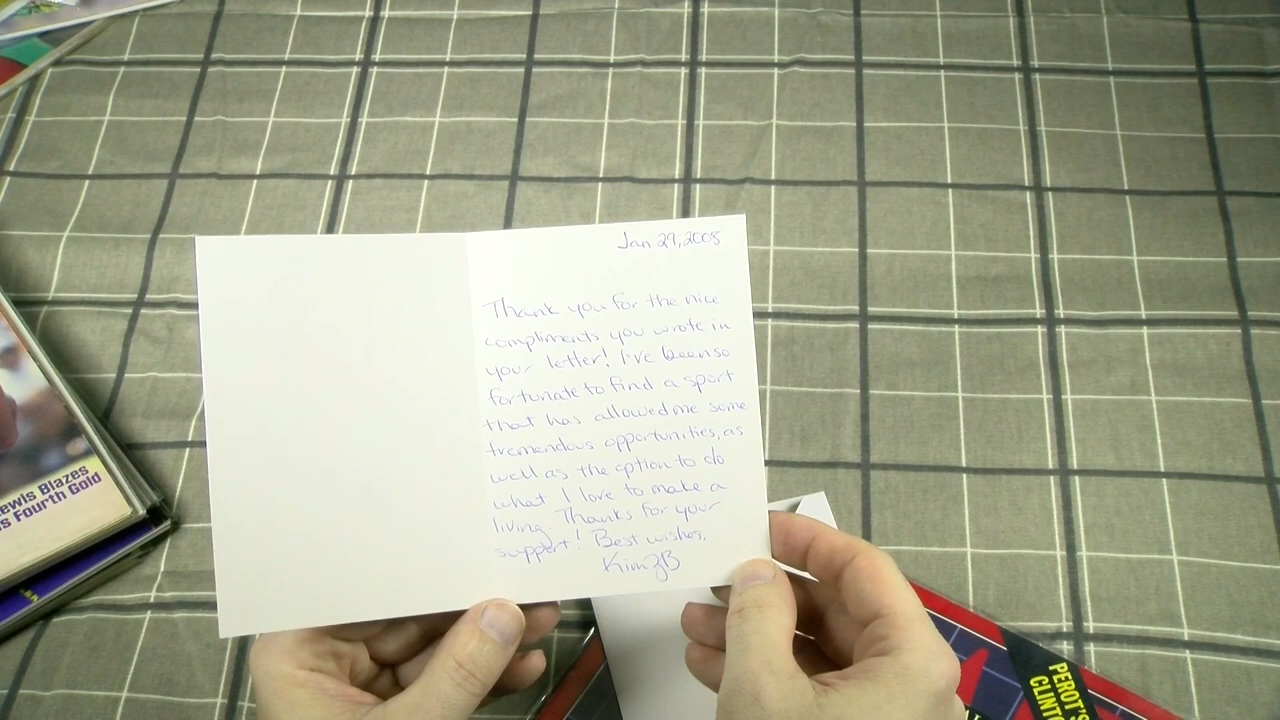 Jan 29, 2008
Thank you for the nice
compliments you wrote in
your letter! I've been so
fortunate to find a sport
that has allowed me some
tremendous opportunities, as
well as the option to do
what I love to make a
living. Thanks for your
support! Best wishes,
Lewis Blazes
s Fourth Gold
PEROT'S
CLINTO